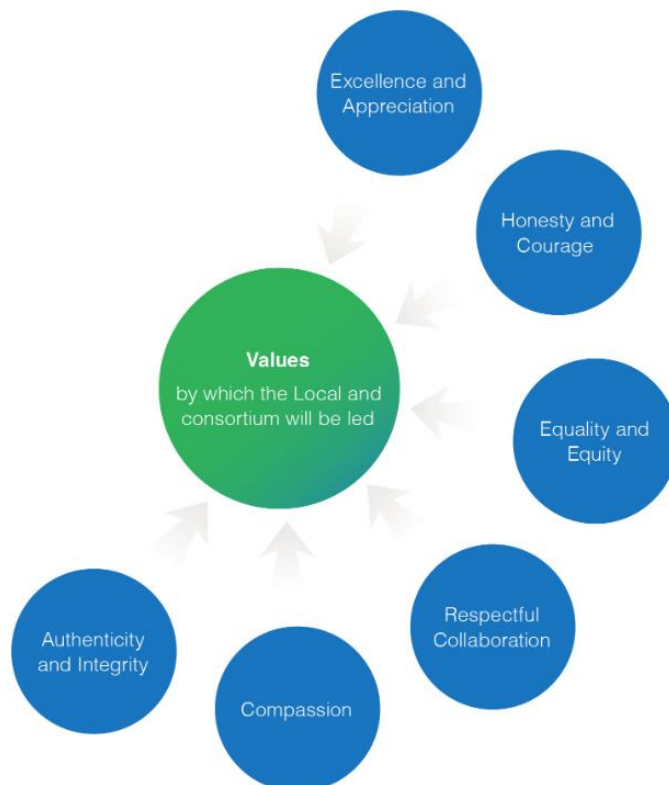 Excellence and
Appreciation
Honesty and
Courage
Values
by which the Local and
consortium will be led
Equality and
Equity
Respectful
Collaboration
Authenticity
and Integrity
Compassion